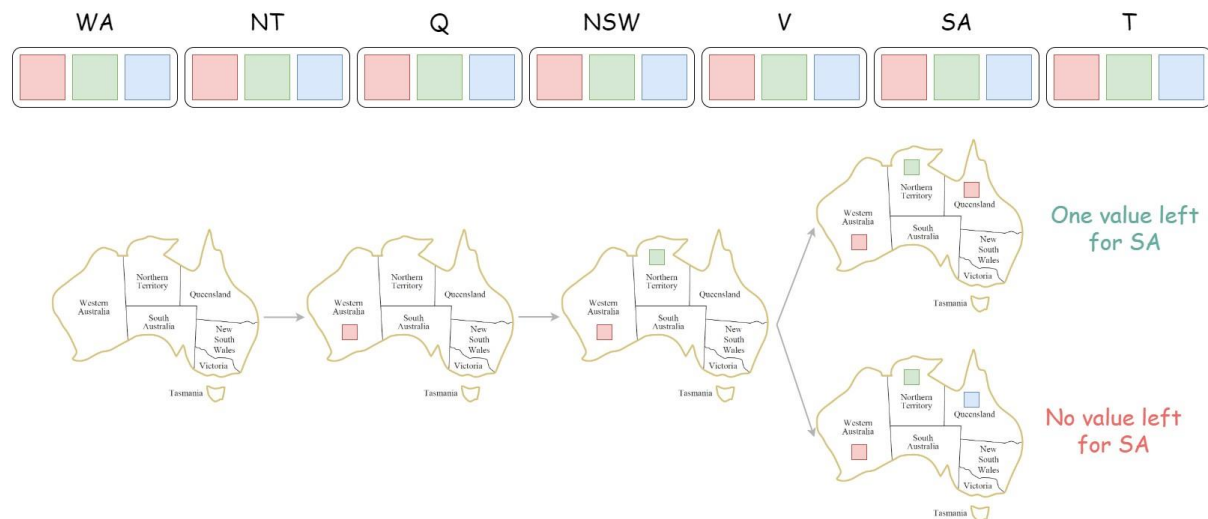 WA NT Q NSW V SA T
Northern
Territory
Western
Australia
Queensland
South
Australia
New
South
Wales
Victoria
Tasmania
Northern
Territory
Western
Australia
Queensland
South
Australia
New
South
Wales
Victoria
Tasmania
Northern
Territory
Western
Australia
Queensland
South
Australia
New
South
Wales
Victoria
Tasmania
Northern
Territory
Western
Australia
Queensland
South
Australia
New
South
Wales
Victoria
Tasmania
One value left
for SA
Northern
Territory
Western
Australia
Queensland
South
Australia
New
South
Wales
Victoria
Tasmania
No value left
for SA